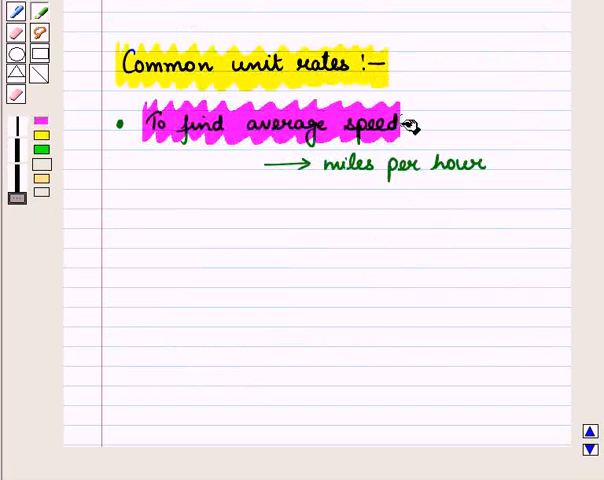 Common unit rates :-
• To find average speed
→ miles per hour